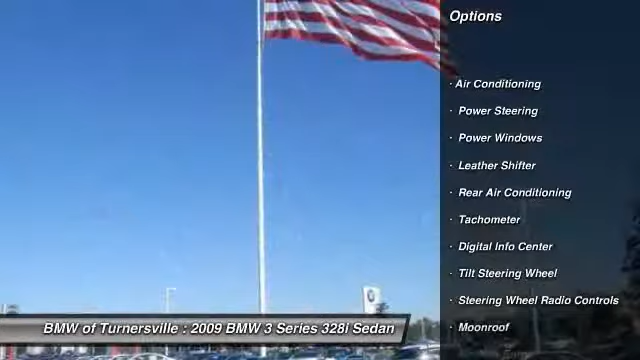 Options
· Air Conditioning
· Power Steering
· Power Windows
· Leather Shifter
· Rear Air Conditioning
· Tachometer
· Digital Info Center
· Tilt Steering Wheel
· Steering Wheel Radio Controls
· Moonroof
BMW of Turnersville : 2009 BMW 3 Series 328i Sedan